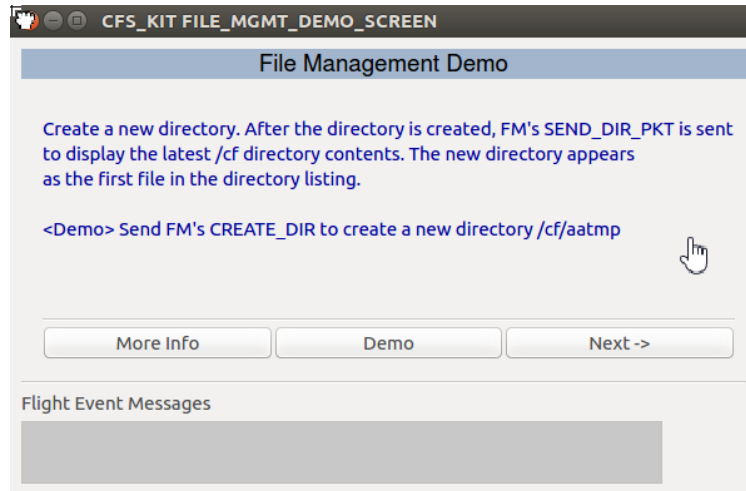 CFS_KIT FILE_MGMT_DEMO_SCREEN
File Management Demo
Create a new directory. After the directory is created, FM's SEND_DIR_PKT is sent
to display the latest /cf directory contents. The new directory appears
as the first file in the directory listing.
<Demo> Send FM's CREATE_DIR to create a new directory /cf/aatmp
More Info
Demo
Next ->
Flight Event Messages